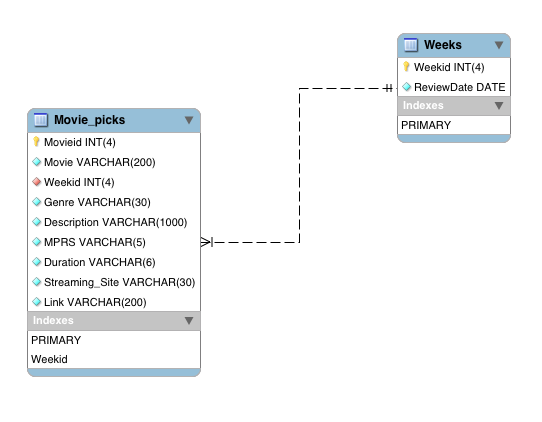 Weeks
Weekid INT(4)
ReviewDate DATE
Indexes
PRIMARY
Movie_picks
Movieid INT(4)
Movie VARCHAR(200)
Weekid INT(4)
Genre VARCHAR(30)
Description VARCHAR(1000)
MPRS VARCHAR(5)
Duration VARCHAR(6)
Streaming_Site VARCHAR(30)
Link VARCHAR(200)
Indexes
PRIMARY
Weekid